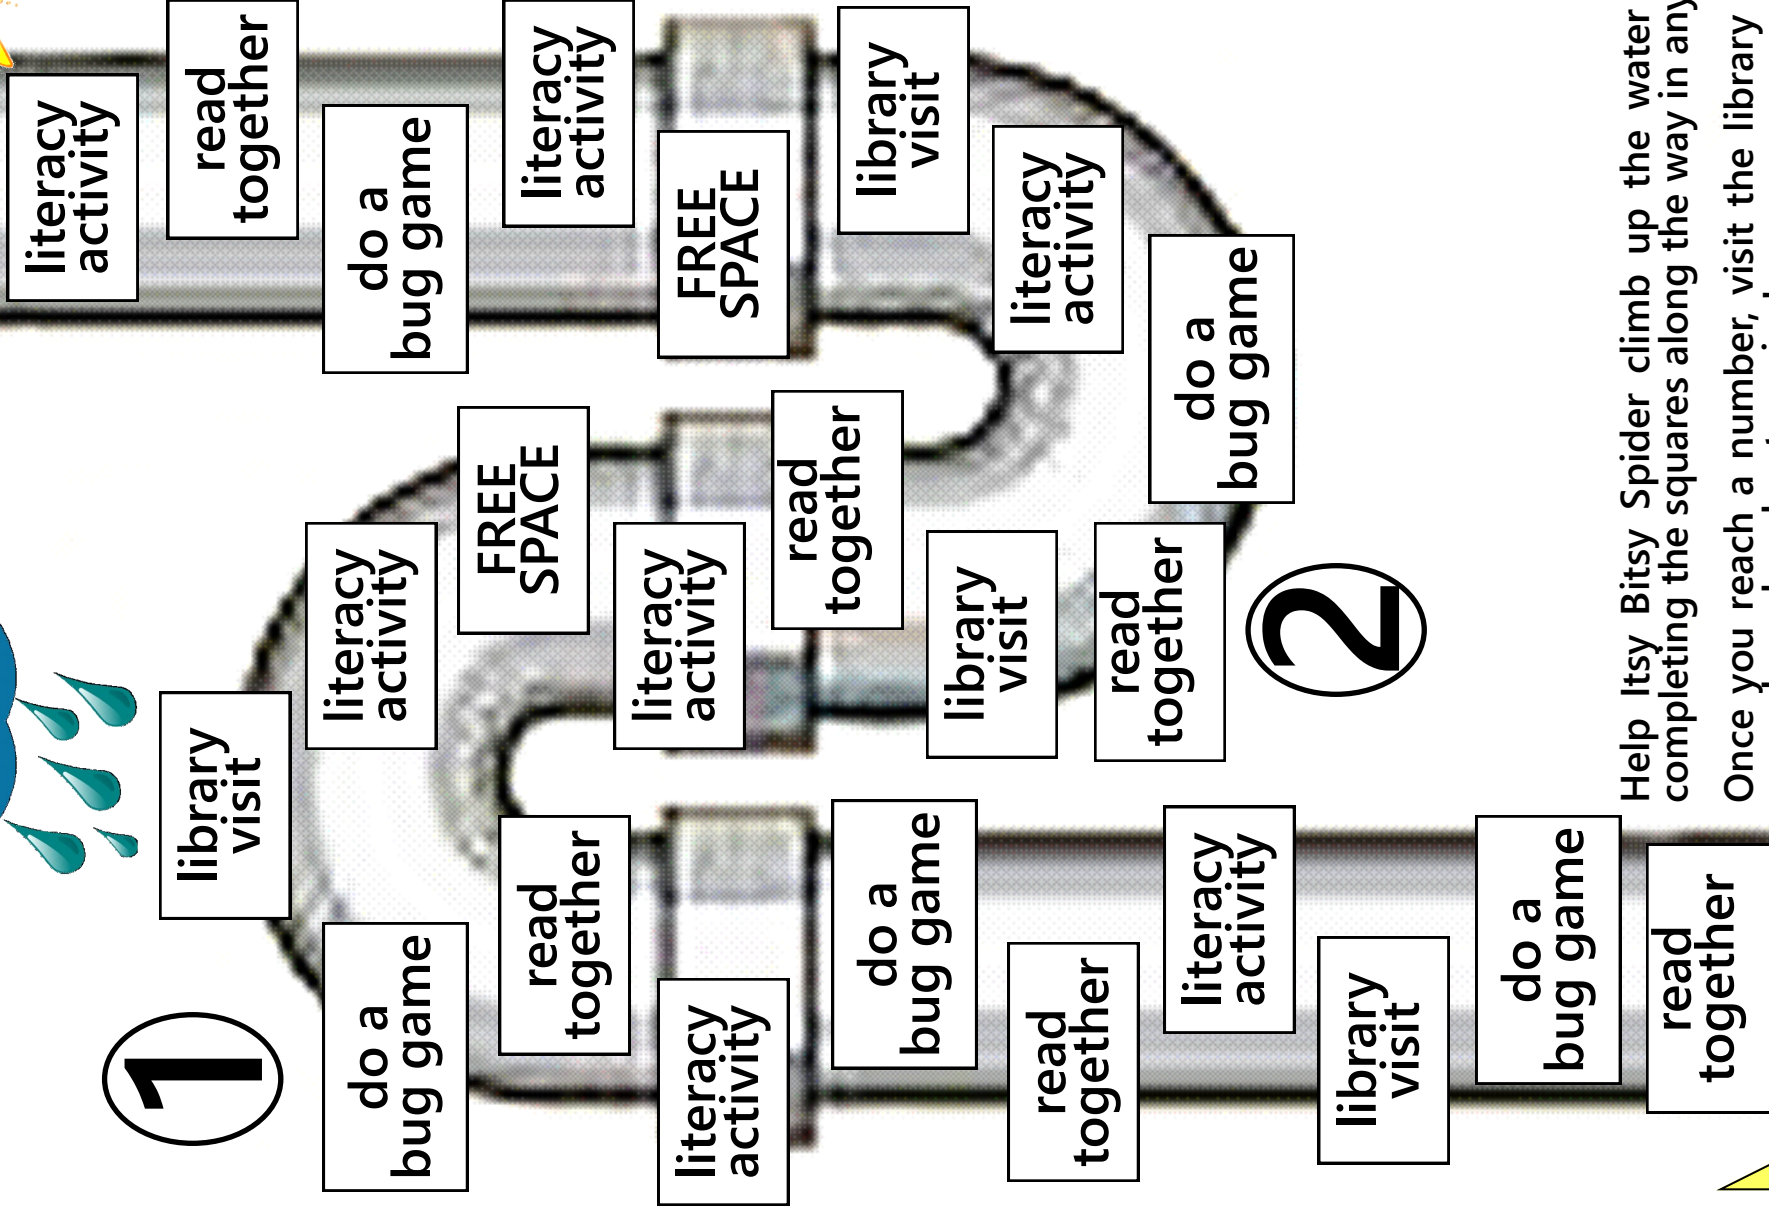 literacy
activity
1
library
visit
read
together
literacy
activity
do a
bug game
do a
bug game
FREE
SPACE
read
together
literacy
activity
literacy
activity
literacy
activity
FREE
SPACE
read
together
do a
bug game
library
visit
library
visit
literacy
activity
read
together
read
together
do a
bug game
literacy
activity
2
library
visit
do a
bug game
read
together
Help Itsy Bitsy Spider climb up the water
completing the squares along the way in any
Once you reach a number, visit the library